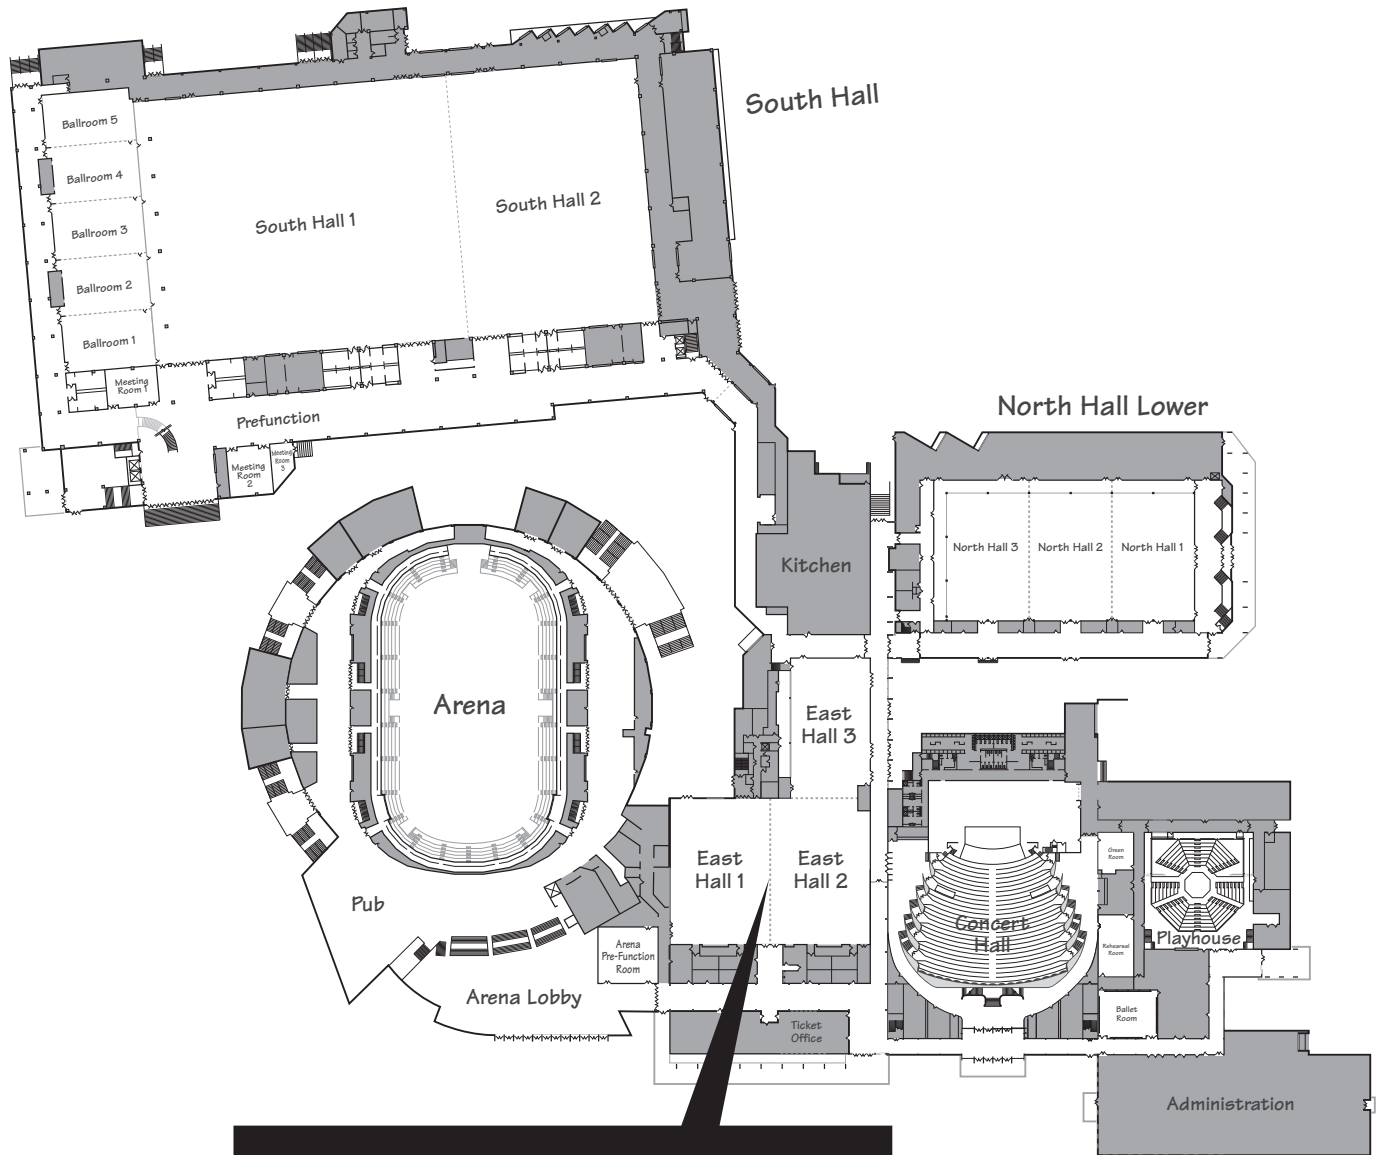 South Hall
Ballroom 5
Ballroom 4
Ballroom 3
Ballroom 2
Ballroom 1
South Hall 1
South Hall 2
Meeting
Room 1
Prefunction
Meeting
Room
2
Meeting
Room
3
North Hall Lower
North Hall 3
North Hall 2
North Hall 1
Kitchen
Arena
East
Hall 3
East
Hall 1
East
Hall 2
Pub
Arena
Pre-Function
Room
Arena Lobby
Ticket
Office
Concert
Hall
Green
Room
Rehearsal
Room
Playhouse
Ballet
Room
Administration